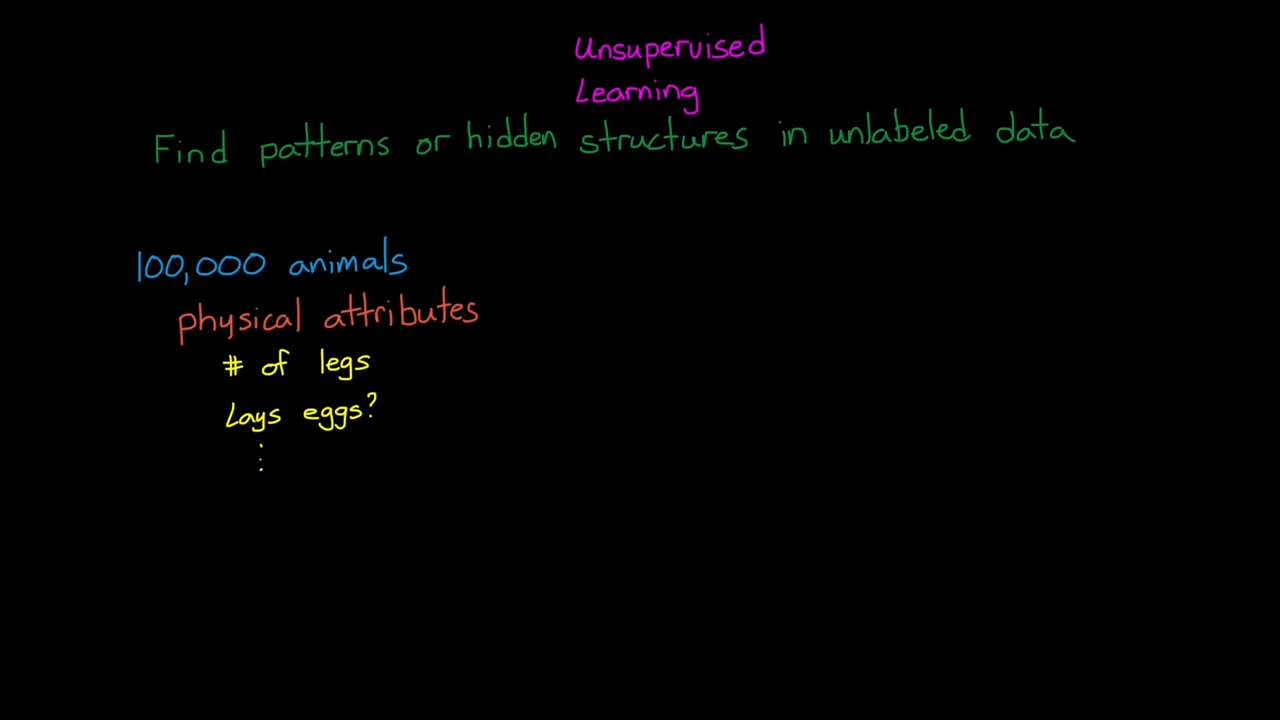 Unsupervised
Learning
Find patterns or hidden structures in unlabeled data
100,000 animals
physical attributes
# of legs
Lays eggs?
⋮